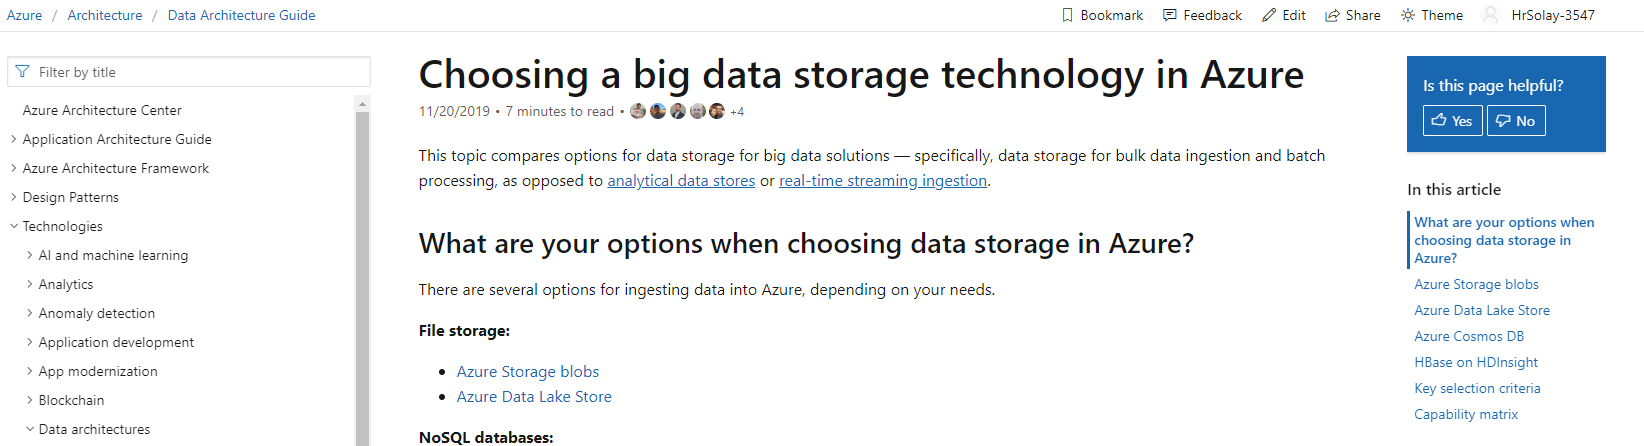 Azure / Architecture / Data Architecture Guide
Bookmark Feedback Edit Share Theme HrSolay-3547
Filter by title
Azure Architecture Center
Application Architecture Guide
Azure Architecture Framework
Design Patterns
Technologies
AI and machine learning
Analytics
Anomaly detection
Application development
App modernization
Blockchain
Data architectures
Choosing a big data storage technology in Azure
11/20/2019 • 7 minutes to read • +4
This topic compares options for data storage for big data solutions — specifically, data storage for bulk data ingestion and batch
processing, as opposed to analytical data stores or real-time streaming ingestion.
What are your options when choosing data storage in Azure?
There are several options for ingesting data into Azure, depending on your needs.
File storage:
• Azure Storage blobs
• Azure Data Lake Store
NoSQL databases:
Is this page helpful?
Yes No
In this article
What are your options when
choosing data storage in
Azure?
Azure Storage blobs
Azure Data Lake Store
Azure Cosmos DB
HBase on HDInsight
Key selection criteria
Capability matrix